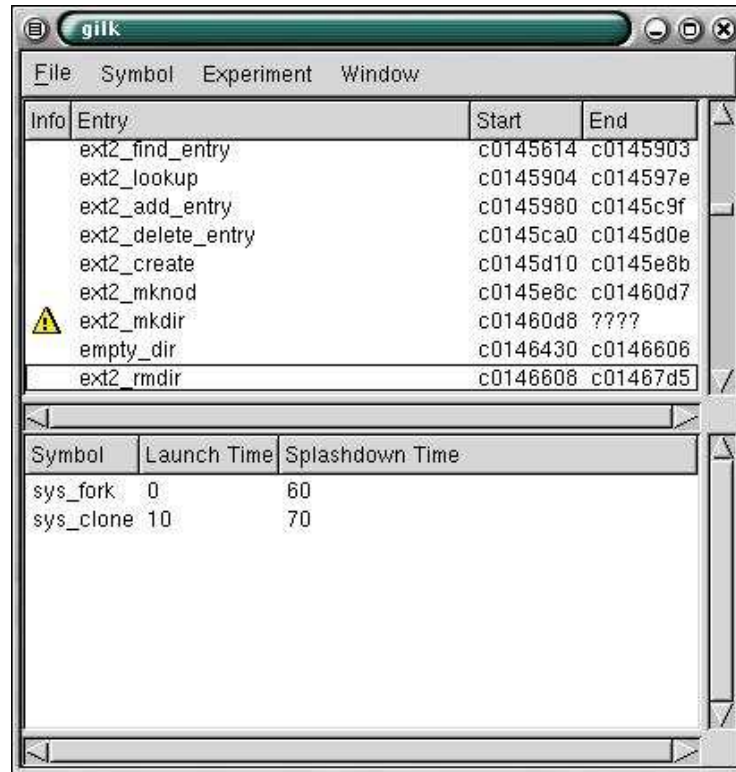 gilk
File Symbol Experiment Window
Info Entry Start End
ext2_find_entry c0145614 c0145903
ext2_lookup c0145904 c014597e
ext2_add_entry c0145980 c0145c9f
ext2_delete_entry c0145ca0 c0145d0e
ext2_create c0145d10 c0145e8b
ext2_mknod c0145e8c c01460d7
ext2_mkdir c01460d8 ????
empty_dir c0146430 c0146606
ext2_rmdir c0146608 c01467d5
Symbol Launch Time Splashdown Time
sys_fork 0 60
sys_clone 10 70